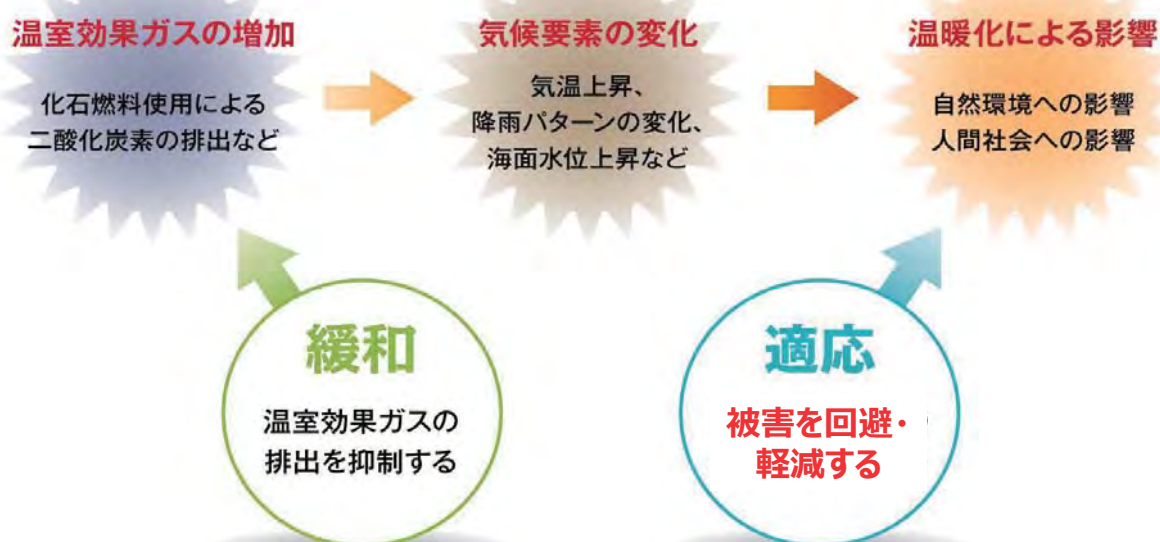 温室効果ガスの増加
化石燃料使用による
二酸化炭素の排出など
気候要素の変化
気温上昇、
降雨パターンの変化、
海面水位上昇など
温暖化による影響
自然環境への影響
人間社会への影響
緩和
温室効果ガスの
排出を抑制する
適応
被害を回避・
軽減する